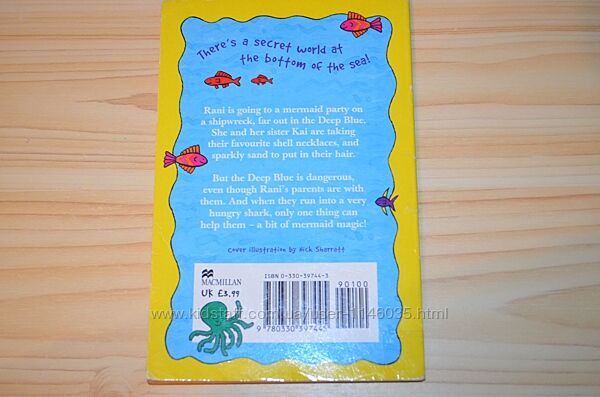 There's a secret world at
the bottom of the sea!
Rani is going to a mermaid party on
a shipwreck, far out in the Deep Blue.
She and her sister Kai are taking
their favourite shell necklaces, and
sparkly sand to put in their hair.
But the Deep Blue is dangerous,
even though Rani's parents are with
them. And when they run into a very
hungry shark, only one thing can
help them – a bit of mermaid magic!
Cover illustration by Nick Sharratt
MACMILLAN
UK £3.99
ISBN 0-330-39744-3
90100
9 780330 397445